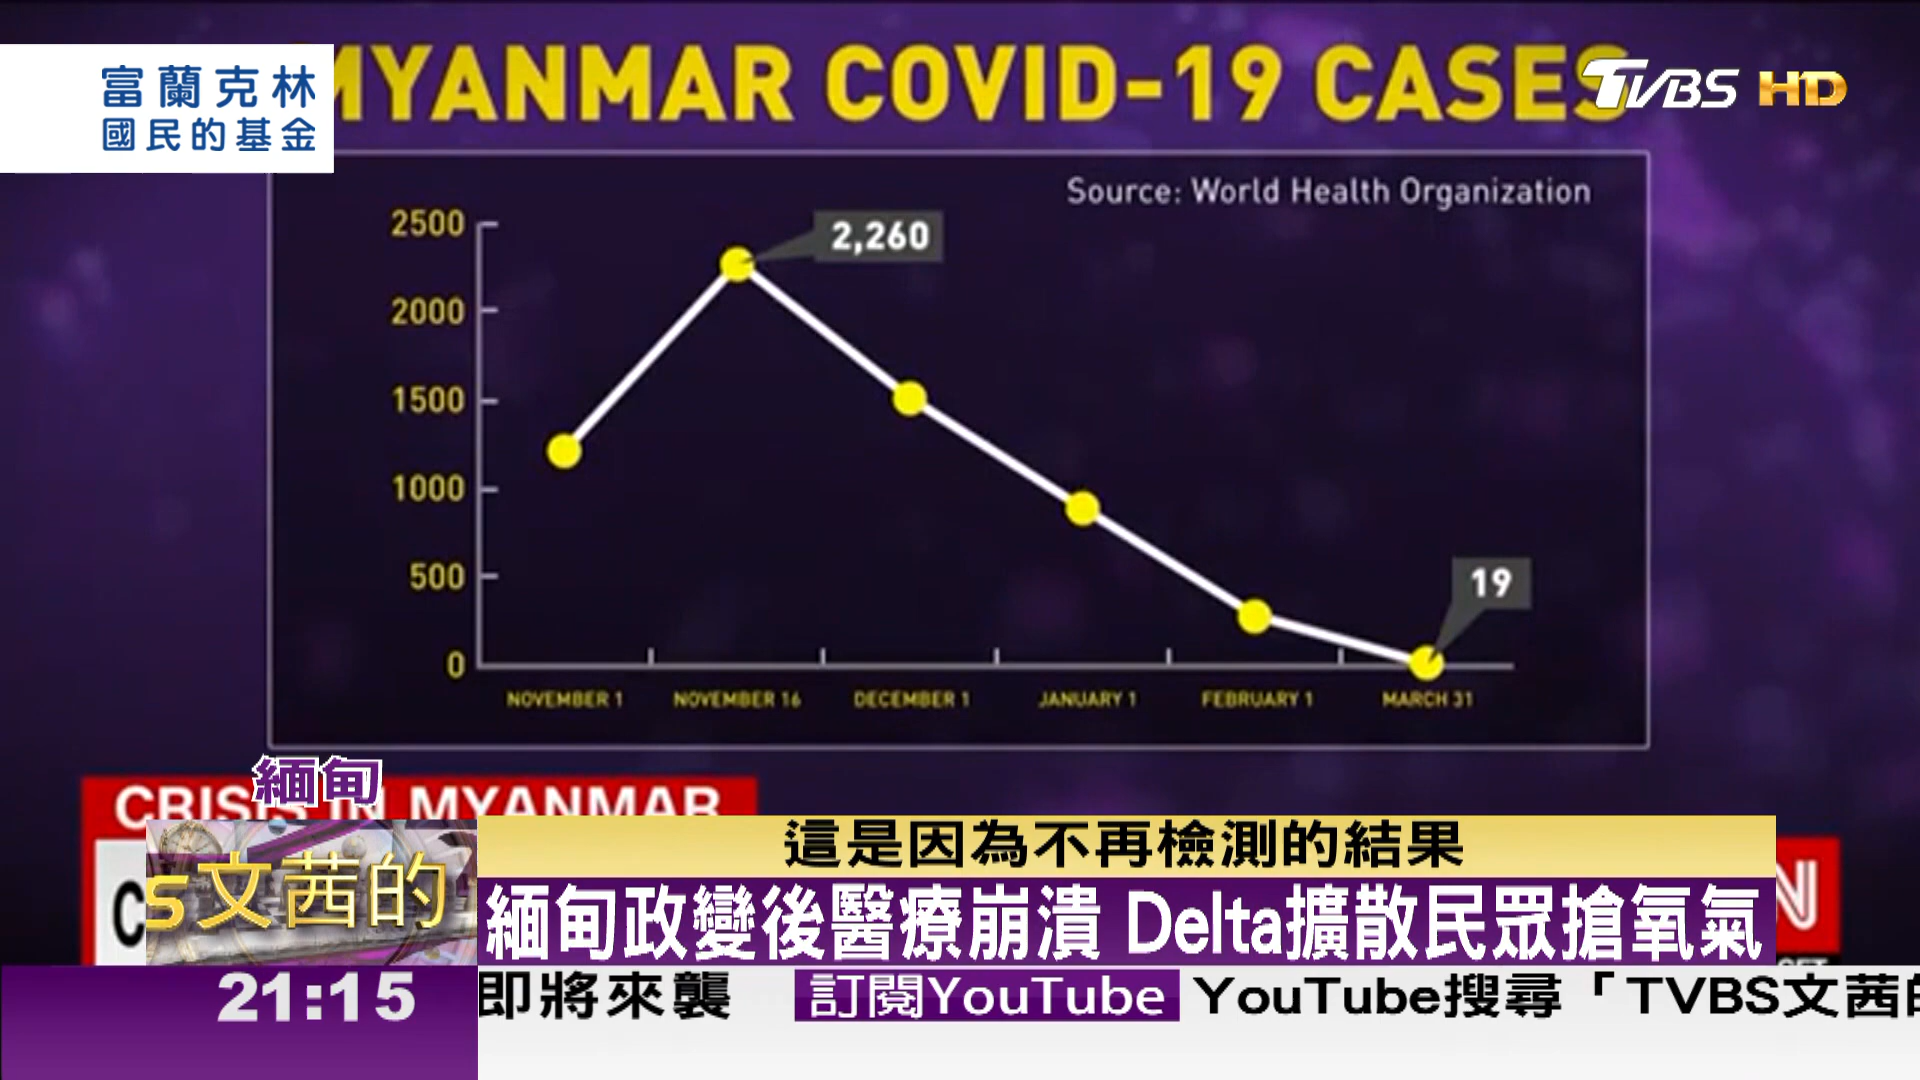 富蘭克林
國民的基金
MYANMAR COVID-19 CASES
TVBS HD
Source: World Health Organization
2500
2000
1500
1000
500
0
2,260
19
NOVEMBER 1
NOVEMBER 16
DECEMBER 1
JANUARY 1
FEBRUARY 1
MARCH 31
緬甸
CRISIS IN MYANMAR
文茜的
這是因為不再檢測的結果
緬甸政變後醫療崩潰 Delta擴散民眾搶氧氣
21:15
即將來襲 訂閱YouTube YouTube搜尋「TVBS文茜的